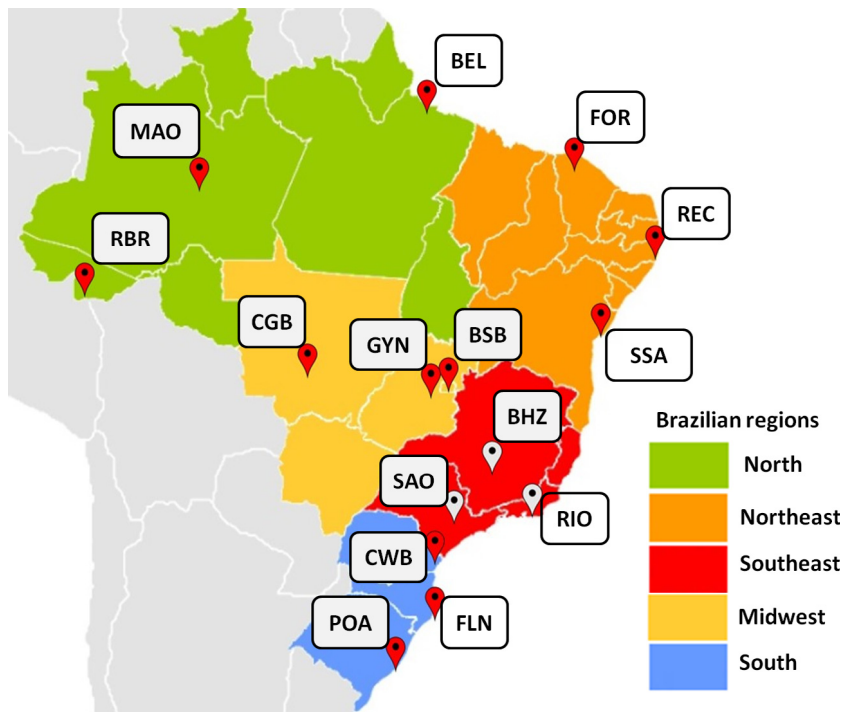 BEL
MAO
FOR
REC
RBR
CGB
GYN
BSB
SSA
BHZ
SAO
RIO
CWB
POA
FLN
Brazilian regions
North
Northeast
Southeast
Midwest
South